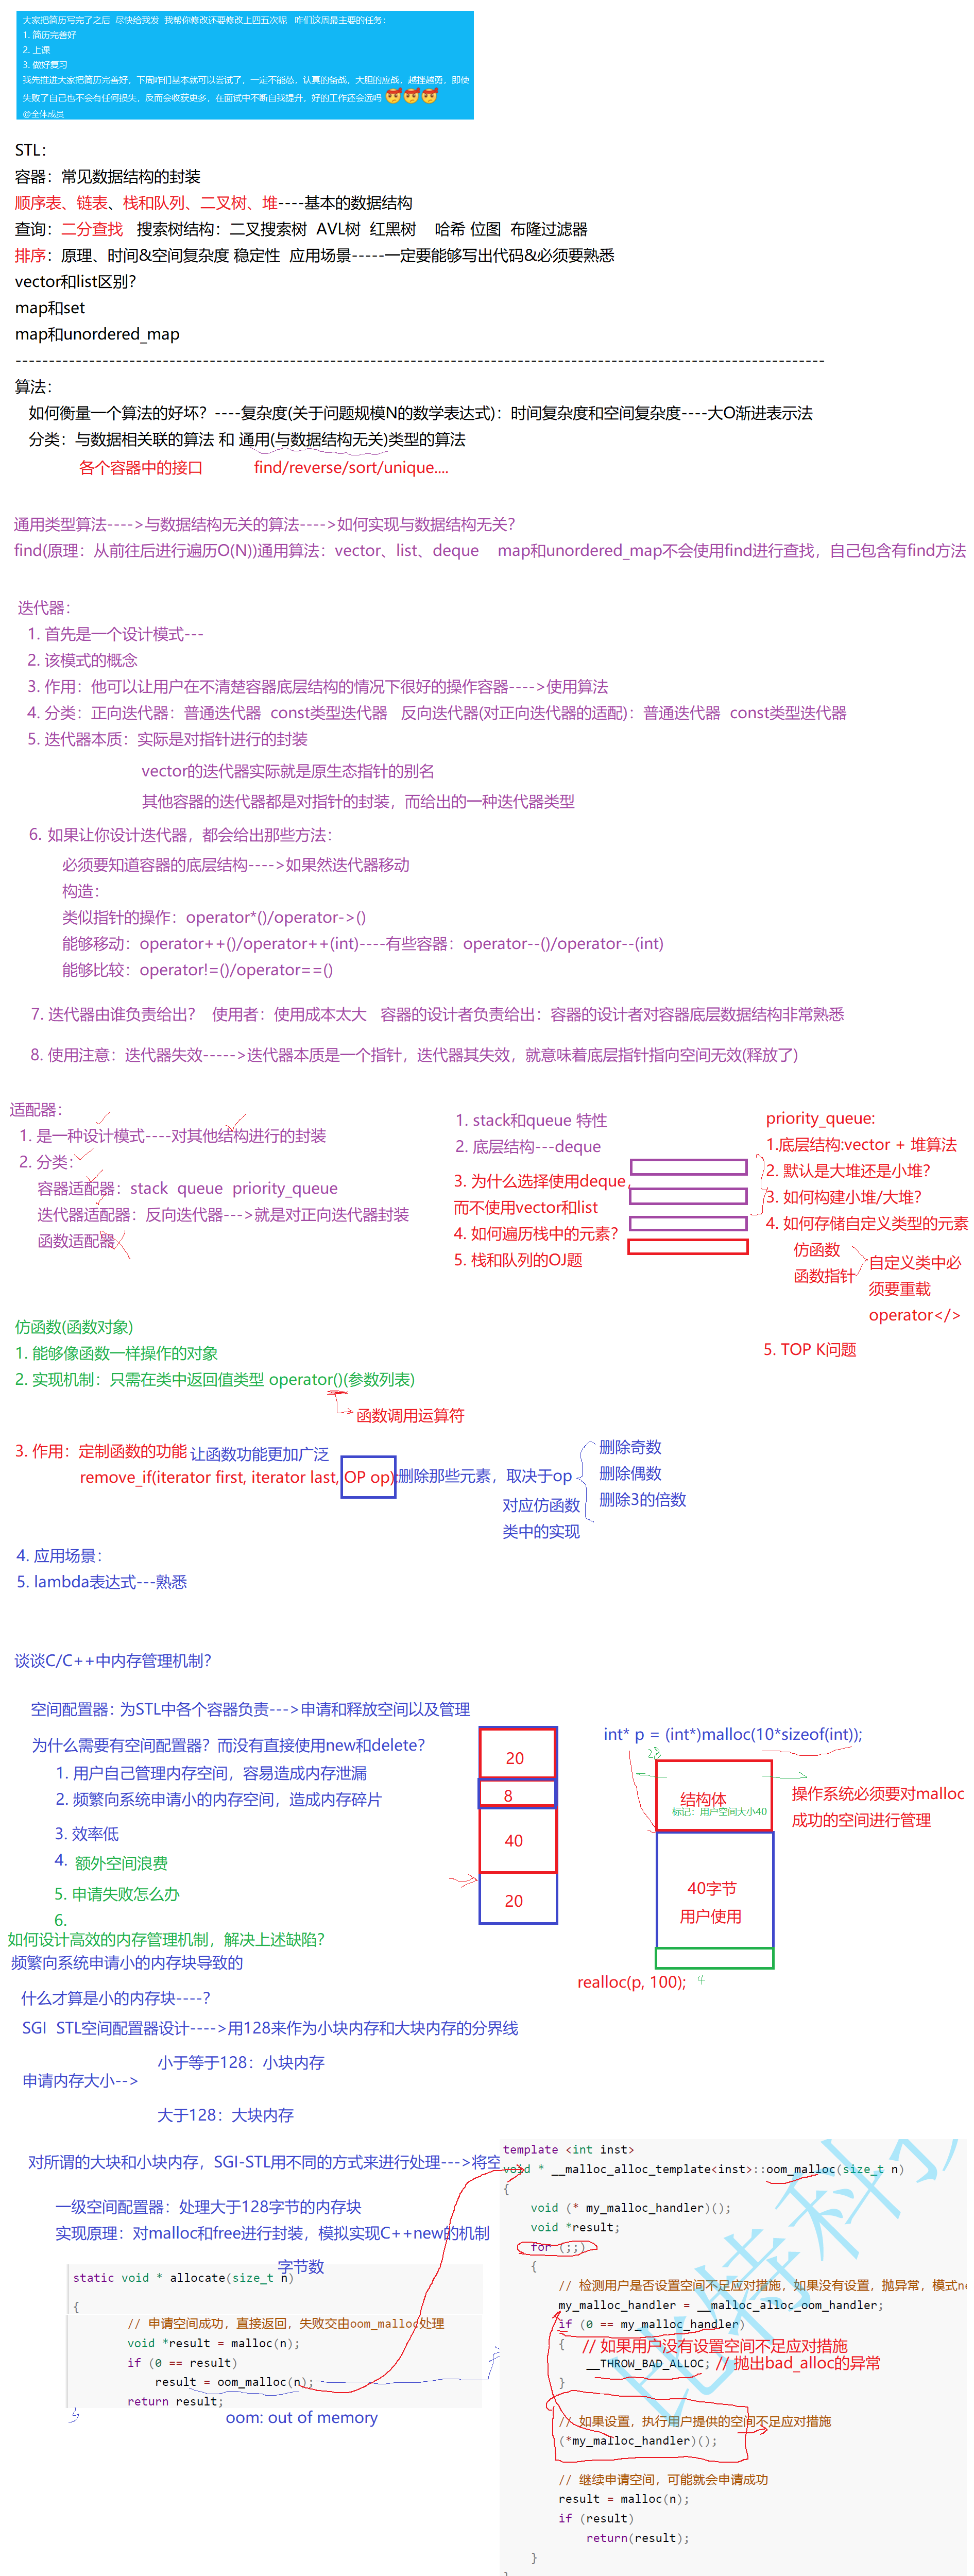 大家把简历写完了之后 尽快给我发 我帮你修改还要修改上四五次呢 咋们这周最主要的任务：
1. 简历完善好
2. 上课
3. 做好复习
我先推进大家把简历完善好，下周咋们基本就可以尝试了，一定不能怂，认真的备战，大胆的应战，越挫越勇，即使
失败了自己也不会有任何损失，反而会收获更多，在面试中不断自我提升，好的工作还会远吗
@全体成员
STL：
容器：常见数据结构的封装
顺序表、链表、栈和队列、二叉树、堆----基本的数据结构
查询：二分查找 搜索树结构：二叉搜索树 AVL树 红黑树 哈希 位图 布隆过滤器
排序：原理、时间&空间复杂度 稳定性 应用场景-----一定要能够写出代码&必须要熟悉
vector和list区别？
map和set
map和unordered_map
算法：
如何衡量一个算法的好坏？----复杂度(关于问题规模N的数学表达式)：时间复杂度和空间复杂度----大O渐进表示法
分类：与数据相关联的算法 和 通用(与数据结构无关)类型的算法
各个容器中的接口 find/reverse/sort/unique....
通用类型算法---->与数据结构无关的算法---->如何实现与数据结构无关？
find(原理：从前往后进行遍历O(N))通用算法：vector、list、deque map和unordered_map不会使用find进行查找，自己包含有find方法
迭代器：
1. 首先是一个设计模式---
2. 该模式的概念
3. 作用：他可以让用户在不清楚容器底层结构的情况下很好的操作容器---->使用算法
4. 分类：正向迭代器：普通迭代器 const类型迭代器 反向迭代器(对正向迭代器的适配)：普通迭代器 const类型迭代器
5. 迭代器本质：实际是对指针进行的封装
vector的迭代器实际就是原生态指针的别名
其他容器的迭代器都是对指针的封装，而给出的一种迭代器类型
6. 如果让你设计迭代器，都会给出那些方法：
必须要知道容器的底层结构---->如果然迭代器移动
构造：
类似指针的操作：operator*()/operator->()
能够移动：operator++()/operator++(int)----有些容器：operator--()/operator--(int)
能够比较：operator!=()/operator==()
7. 迭代器由谁负责给出？ 使用者：使用成本太大 容器的设计者负责给出：容器的设计者对容器底层数据结构非常熟悉
8. 使用注意：迭代器失效----->迭代器本质是一个指针，迭代器其失效，就意味着底层指针指向空间无效(释放了)
适配器：
1. 是一种设计模式----对其他结构进行的封装
2. 分类：
容器适配器：stack queue priority_queue
迭代器适配器：反向迭代器--->就是对正向迭代器封装
函数适配器
1. stack和queue 特性
2. 底层结构---deque
3. 为什么选择使用deque，
而不使用vector和list
4. 如何遍历栈中的元素？
5. 栈和队列的OJ题
priority_queue:
1.底层结构:vector + 堆算法
2. 默认是大堆还是小堆？
3. 如何构建小堆/大堆？
4. 如何存储自定义类型的元素
仿函数
函数指针
自定义类中必
须要重载
operator</>
5. TOP K问题
仿函数(函数对象)
1. 能够像函数一样操作的对象
2. 实现机制：只需在类中返回值类型 operator()(参数列表)
函数调用运算符
3. 作用：定制函数的功能 让函数功能更加广泛
remove_if(iterator first, iterator last, OP op);删除那些元素，取决于op
对应仿函数
类中的实现
删除奇数
删除偶数
删除3的倍数
4. 应用场景：
5. lambda表达式---熟悉
谈谈C/C++中内存管理机制？
空间配置器：为STL中各个容器负责--->申请和释放空间以及管理
为什么需要有空间配置器？而没有直接使用new和delete？
1. 用户自己管理内存空间，容易造成内存泄漏
2. 频繁向系统申请小的内存空间，造成内存碎片
3. 效率低
4. 额外空间浪费
5. 申请失败怎么办
6.
20
8
40
20
int* p = (int*)malloc(10*sizeof(int));
28
结构体
标记：用户空间大小40
操作系统必须要对malloc
成功的空间进行管理
40字节
用户使用
realloc(p, 100); 4
如何设计高效的内存管理机制，解决上述缺陷？
频繁向系统申请小的内存块导致的
什么才算是小的内存块----？
SGI STL空间配置器设计---->用128来作为小块内存和大块内存的分界线
小于等于128：小块内存
申请内存大小-->
大于128：大块内存
对所谓的大块和小块内存，SGI-STL用不同的方式来进行处理--->将空
一级空间配置器：处理大于128字节的内存块
实现原理：对malloc和free进行封装，模拟实现C++new的机制
字节数
static void * allocate(size_t n)
{
// 申请空间成功，直接返回，失败交由oom_malloc处理
void *result = malloc(n);
if (0 == result)
result = oom_malloc(n);
return result;
oom: out of memory
template <int inst>
void * __malloc_alloc_template<inst>::oom_malloc(size_t n)
{
void (* my_malloc_handler)();
void *result;
for (;;)
{
// 检测用户是否设置空间不足应对措施，如果没有设置，抛异常，模式n
my_malloc_handler = __malloc_alloc_oom_handler;
if (0 == my_malloc_handler)
{ // 如果用户没有设置空间不足应对措施
__THROW_BAD_ALLOC; // 抛出bad_alloc的异常
}
// 如果设置，执行用户提供的空间不足应对措施
(*my_malloc_handler)();
// 继续申请空间，可能就会申请成功
result = malloc(n);
if (result)
return(result);
}
比特科